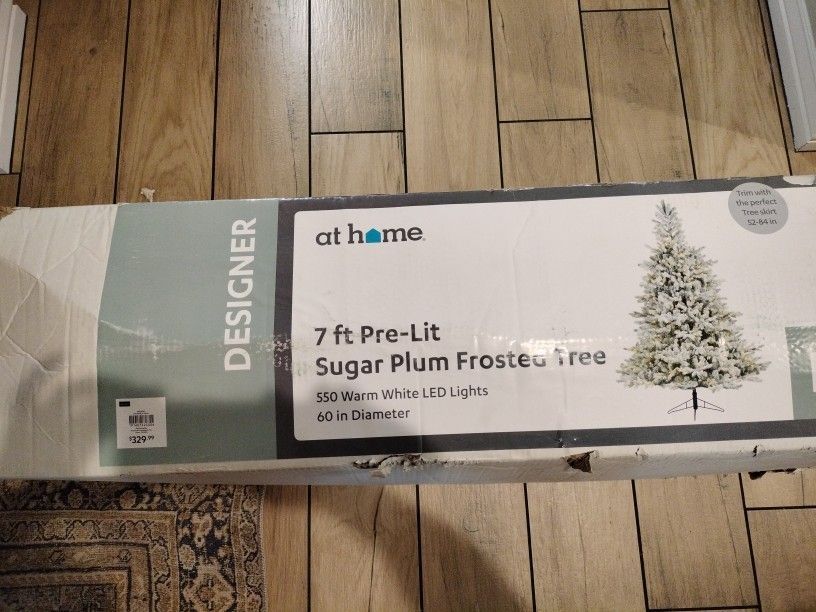 DESIGNER
at home
7 ft Pre-Lit
Sugar Plum Frosted Tree
550 Warm White LED Lights
60 in Diameter
Trim with
the perfect
Tree skirt
52-84 in
$329.99